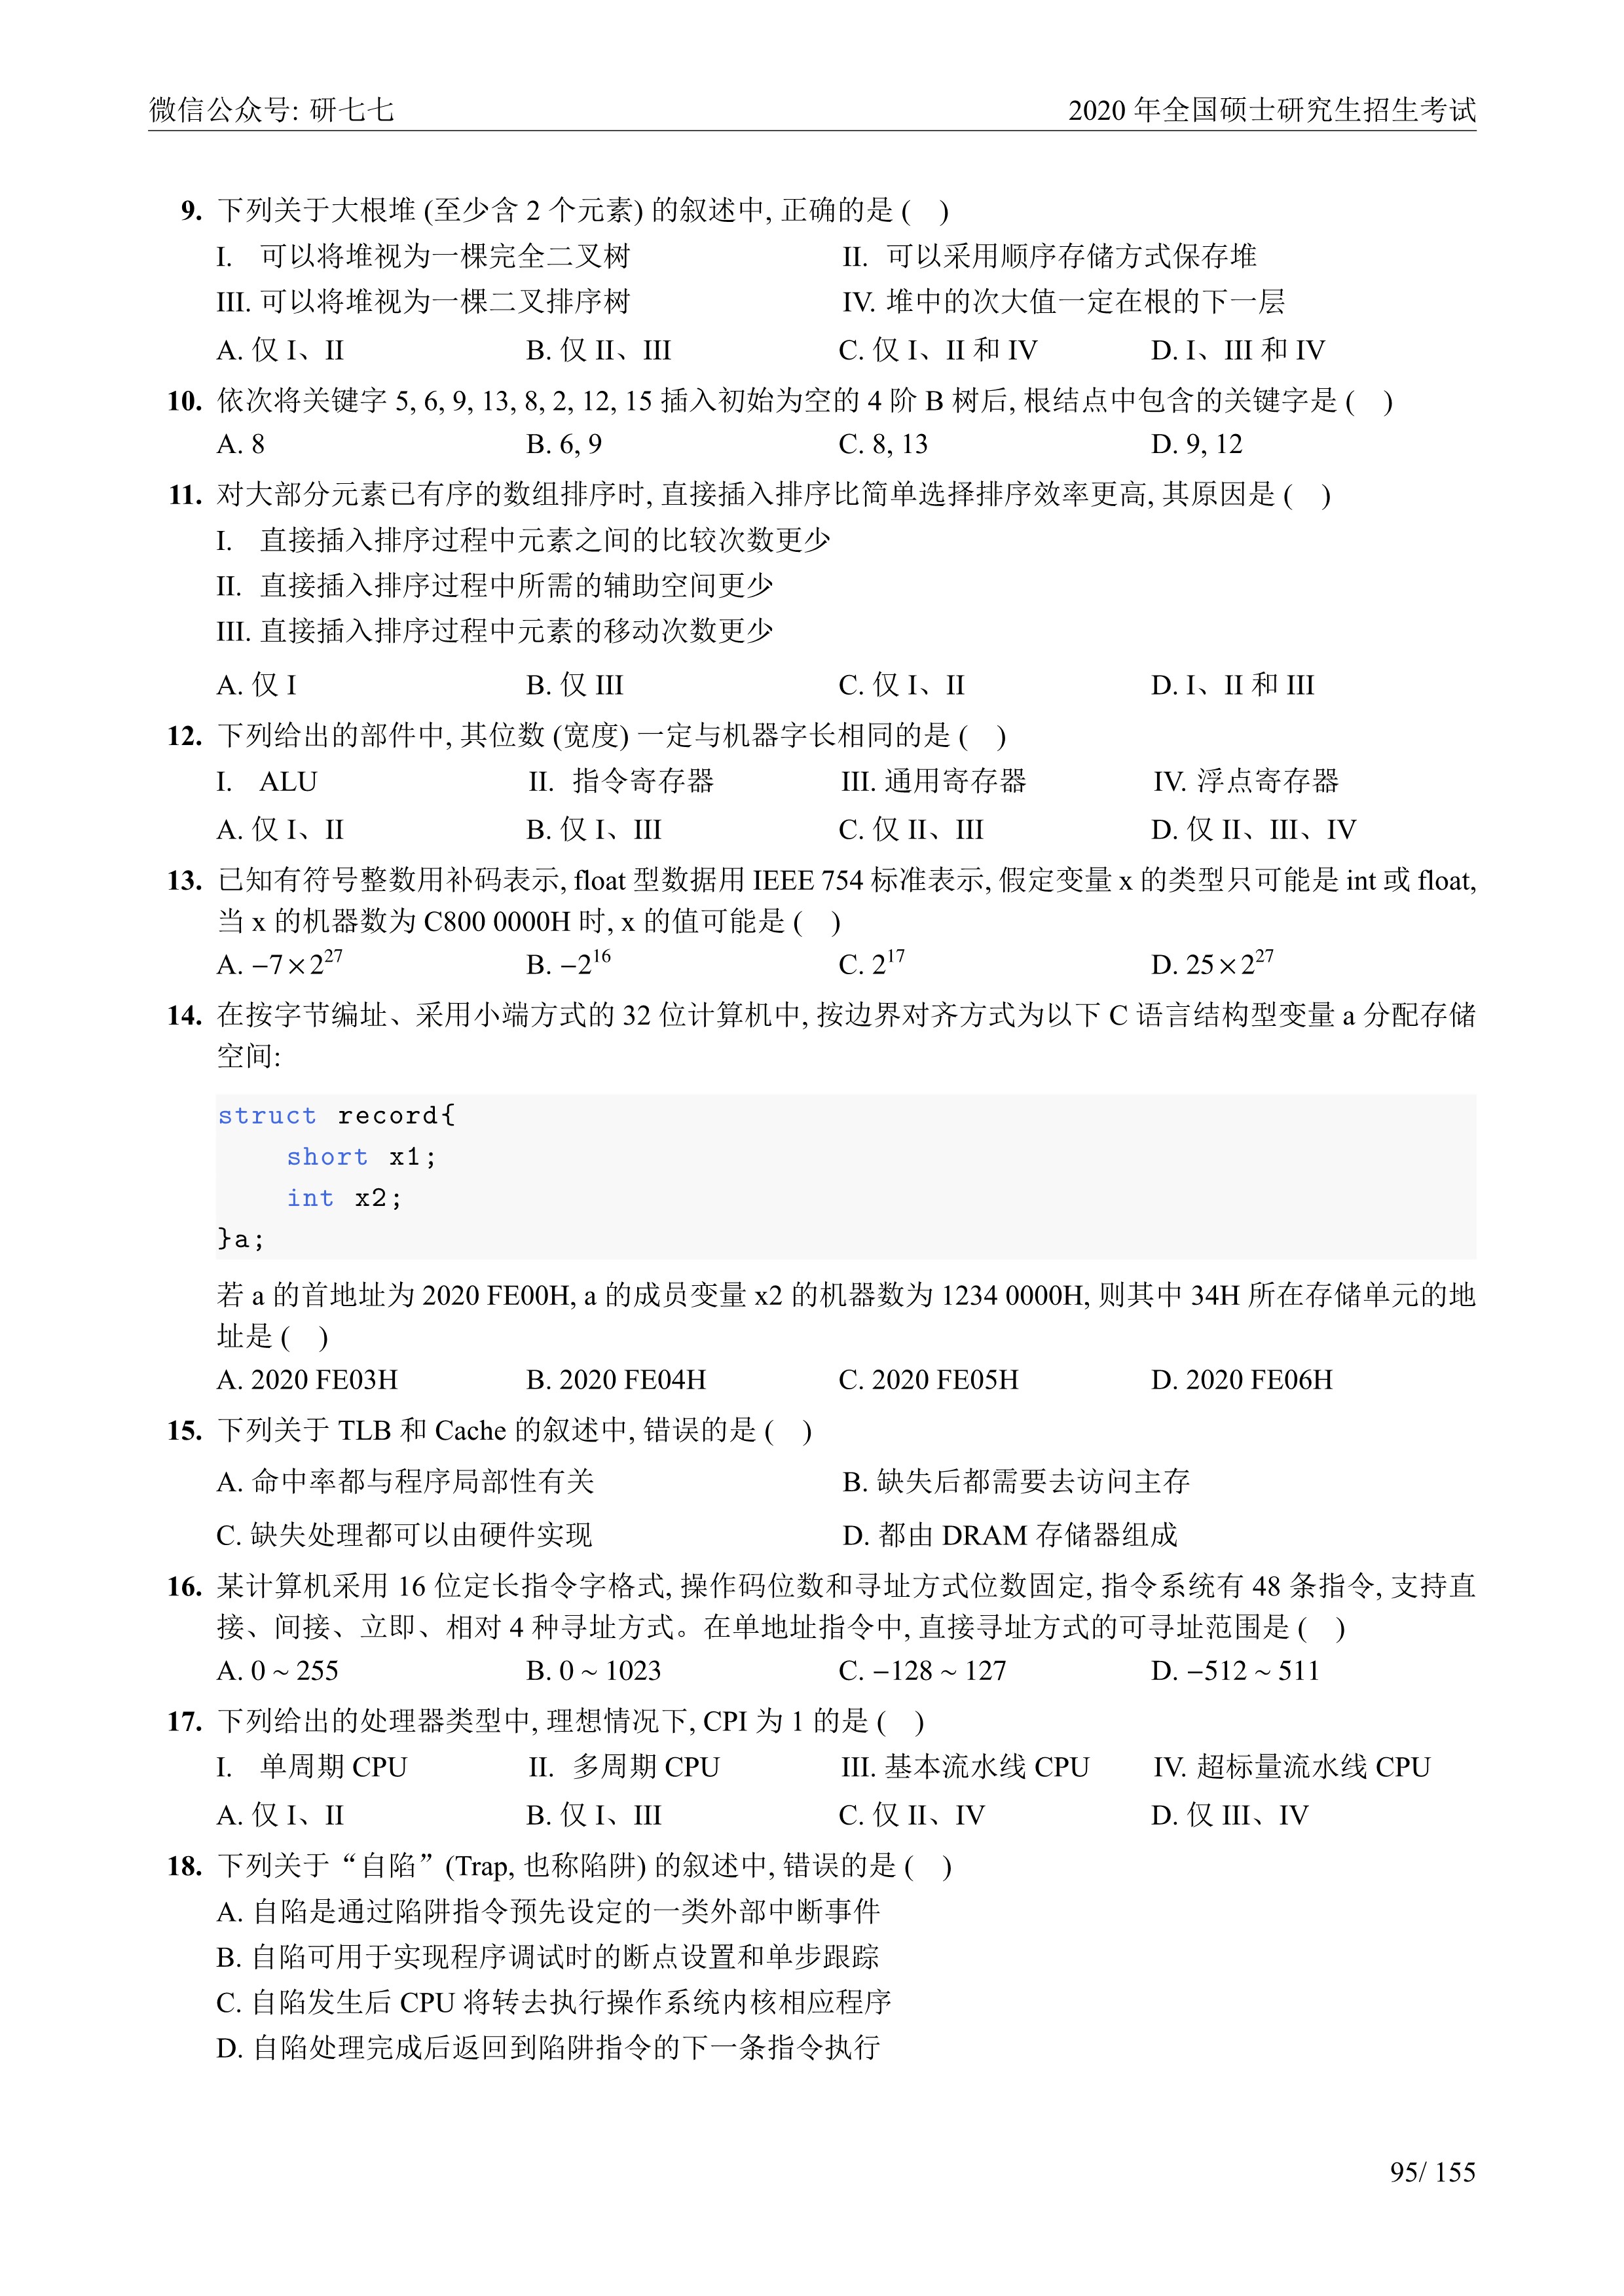 微信公众号: 研七七 2020 年全国硕士研究生招生考试
9. 下列关于大根堆 (至少含 2 个元素) 的叙述中, 正确的是 ( )
I. 可以将堆视为一棵完全二叉树 II. 可以采用顺序存储方式保存堆
III. 可以将堆视为一棵二叉排序树 IV. 堆中的次大值一定在根的下一层
A. 仅 I、II B. 仅 II、III C. 仅 I、II 和 IV D. I、III 和 IV
10. 依次将关键字 5, 6, 9, 13, 8, 2, 12, 15 插入初始为空的 4 阶 B 树后, 根结点中包含的关键字是 ( )
A. 8 B. 6, 9 C. 8, 13 D. 9, 12
11. 对大部分元素已有序的数组排序时, 直接插入排序比简单选择排序效率更高, 其原因是 ( )
I. 直接插入排序过程中元素之间的比较次数更少
II. 直接插入排序过程中所需的辅助空间更少
III. 直接插入排序过程中元素的移动次数更少
A. 仅 I B. 仅 III C. 仅 I、II D. I、II 和 III
12. 下列给出的部件中, 其位数 (宽度) 一定与机器字长相同的是 ( )
I. ALU II. 指令寄存器 III. 通用寄存器 IV. 浮点寄存器
A. 仅 I、II B. 仅 I、III C. 仅 II、III D. 仅 II、III、IV
13. 已知有符号整数用补码表示, float 型数据用 IEEE 754 标准表示, 假定变量 x 的类型只可能是 int 或 float,
当 x 的机器数为 C800 0000H 时, x 的值可能是 ( )
A. −7×2²⁷ B. −2¹⁶ C. 2¹⁷ D. 25×2²⁷
14. 在按字节编址、采用小端方式的 32 位计算机中, 按边界对齐方式为以下 C 语言结构型变量 a 分配存储
空间:
struct record{
short x1;
int x2;
}a;
若 a 的首地址为 2020 FE00H, a 的成员变量 x2 的机器数为 1234 0000H, 则其中 34H 所在存储单元的地
址是 ( )
A. 2020 FE03H B. 2020 FE04H C. 2020 FE05H D. 2020 FE06H
15. 下列关于 TLB 和 Cache 的叙述中, 错误的是 ( )
A. 命中率都与程序局部性有关 B. 缺失后都需要去访问主存
C. 缺失处理都可以由硬件实现 D. 都由 DRAM 存储器组成
16. 某计算机采用 16 位定长指令字格式, 操作码位数和寻址方式位数固定, 指令系统有 48 条指令, 支持直
接、间接、立即、相对 4 种寻址方式。在单地址指令中, 直接寻址方式的可寻址范围是 ( )
A. 0 ~ 255 B. 0 ~ 1023 C. −128 ~ 127 D. −512 ~ 511
17. 下列给出的处理器类型中, 理想情况下, CPI 为 1 的是 ( )
I. 单周期 CPU II. 多周期 CPU III. 基本流水线 CPU IV. 超标量流水线 CPU
A. 仅 I、II B. 仅 I、III C. 仅 II、IV D. 仅 III、IV
18. 下列关于“自陷”(Trap, 也称陷阱) 的叙述中, 错误的是 ( )
A. 自陷是通过陷阱指令预先设定的一类外部中断事件
B. 自陷可用于实现程序调试时的断点设置和单步跟踪
C. 自陷发生后 CPU 将转去执行操作系统内核相应程序
D. 自陷处理完成后返回到陷阱指令的下一条指令执行
95/ 155